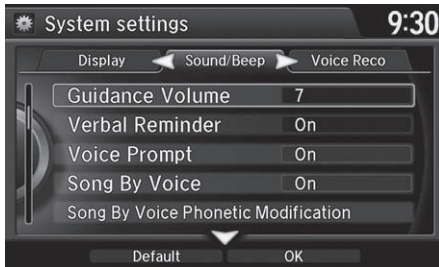 System settings
9:30
Display Sound/Beep Voice Reco
Guidance Volume 7
Verbal Reminder On
Voice Prompt On
Song By Voice On
Song By Voice Phonetic Modification
Default OK